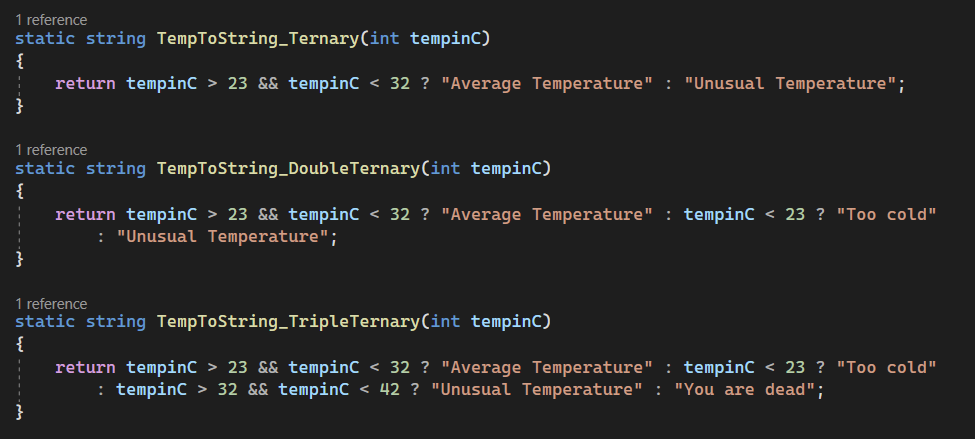 1 reference
static string TempToString_Ternary(int tempinC)
{
return tempinC > 23 && tempinC < 32 ? "Average Temperature" : "Unusual Temperature";
}
1 reference
static string TempToString_DoubleTernary(int tempinC)
{
return tempinC > 23 && tempinC < 32 ? "Average Temperature" : tempinC < 23 ? "Too cold"
: "Unusual Temperature";
}
1 reference
static string TempToString_TripleTernary(int tempinC)
{
return tempinC > 23 && tempinC < 32 ? "Average Temperature" : tempinC < 23 ? "Too cold"
: tempinC > 32 && tempinC < 42 ? "Unusual Temperature" : "You are dead";
}